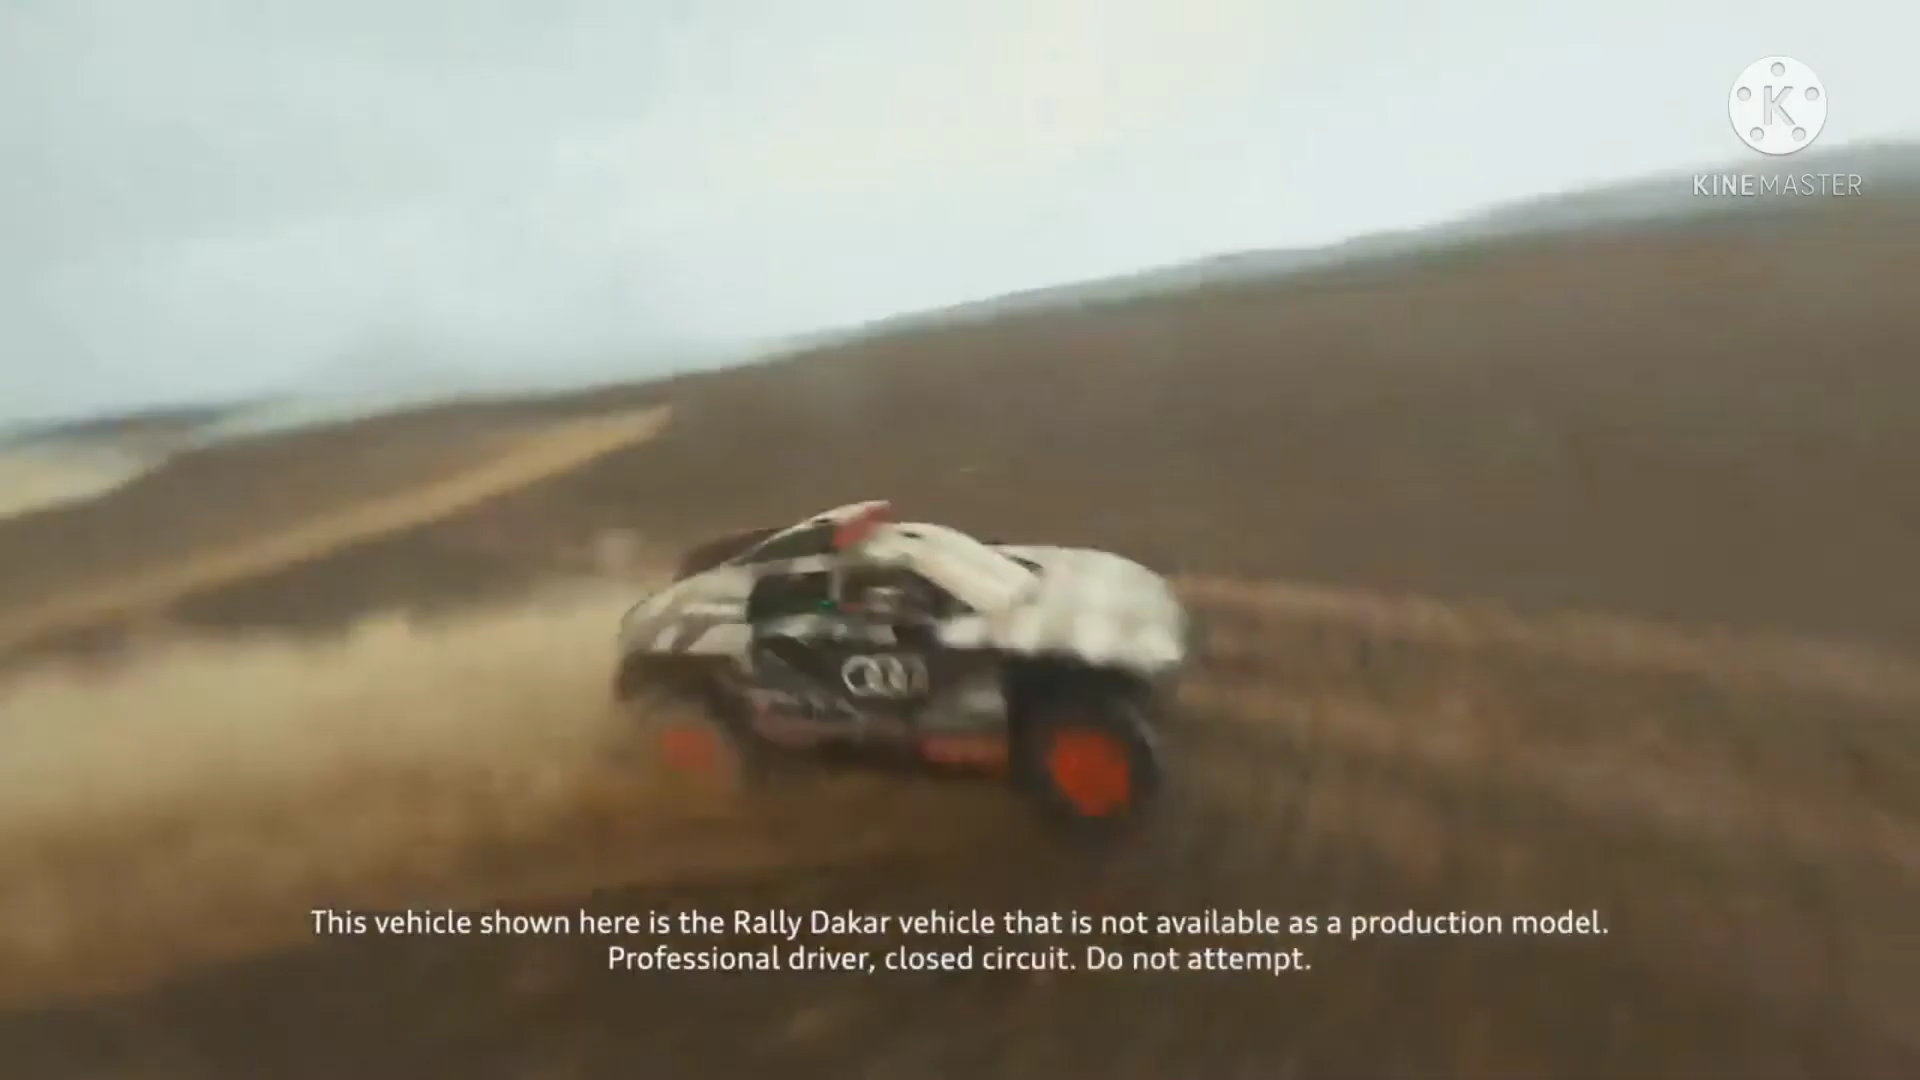 K
KINEMASTER
This vehicle shown here is the Rally Dakar vehicle that is not available as a production model.
Professional driver, closed circuit. Do not attempt.